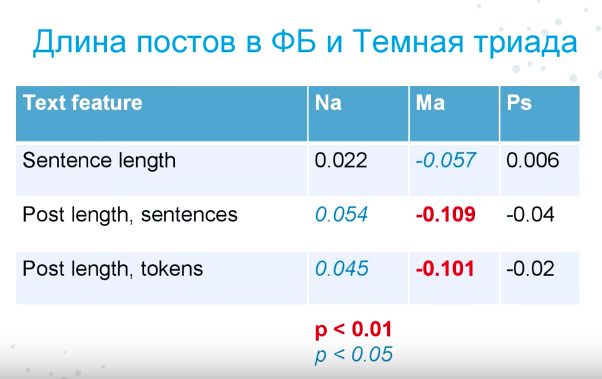 Длина постов в ФБ и Темная триада
Text feature Na Ma Ps
Sentence length 0.022 -0.057 0.006
Post length, sentences 0.054 -0.109 -0.04
Post length, tokens 0.045 -0.101 -0.02
p < 0.01
p < 0.05